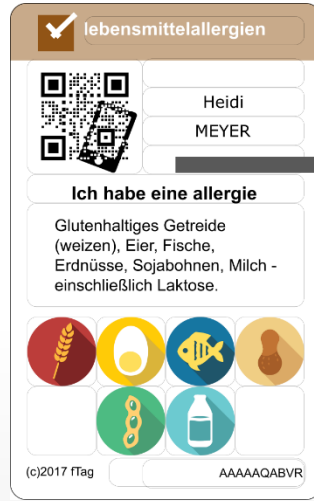 lebensmittelallergien
Heidi
MEYER
Ich habe eine allergie
Glutenhaltiges Getreide
(weizen), Eier, Fische,
Erdnüsse, Sojabohnen, Milch -
einschließlich Laktose.
(c)2017 fTag
AAAAAQABVR